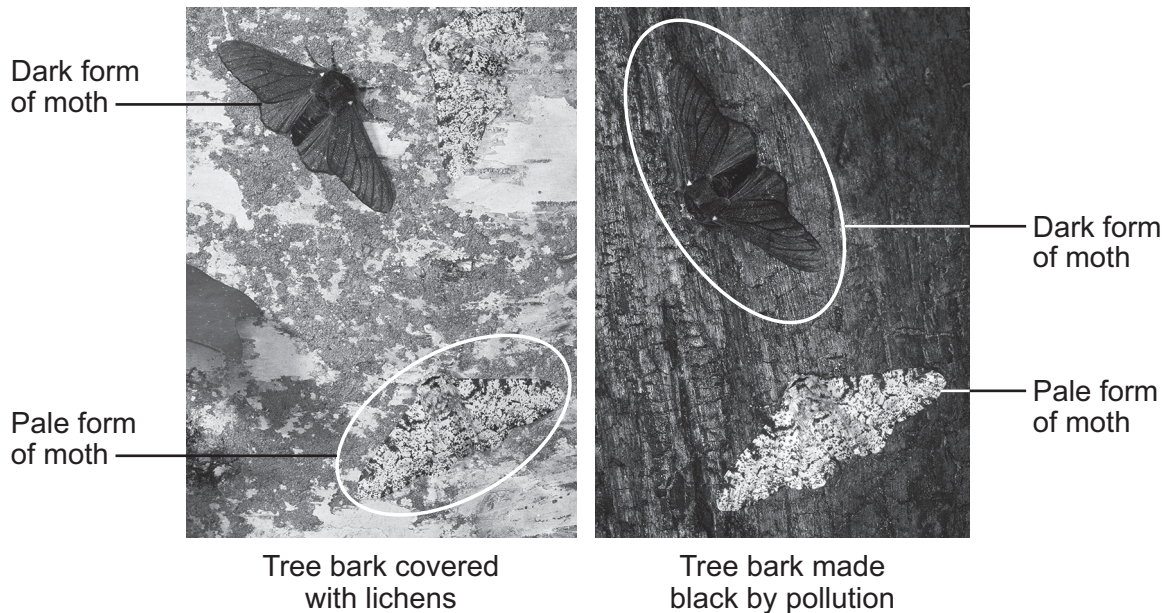 Dark form
of moth
Pale form
of moth
Dark form
of moth
Pale form
of moth
Tree bark covered
with lichens
Tree bark made
black by pollution